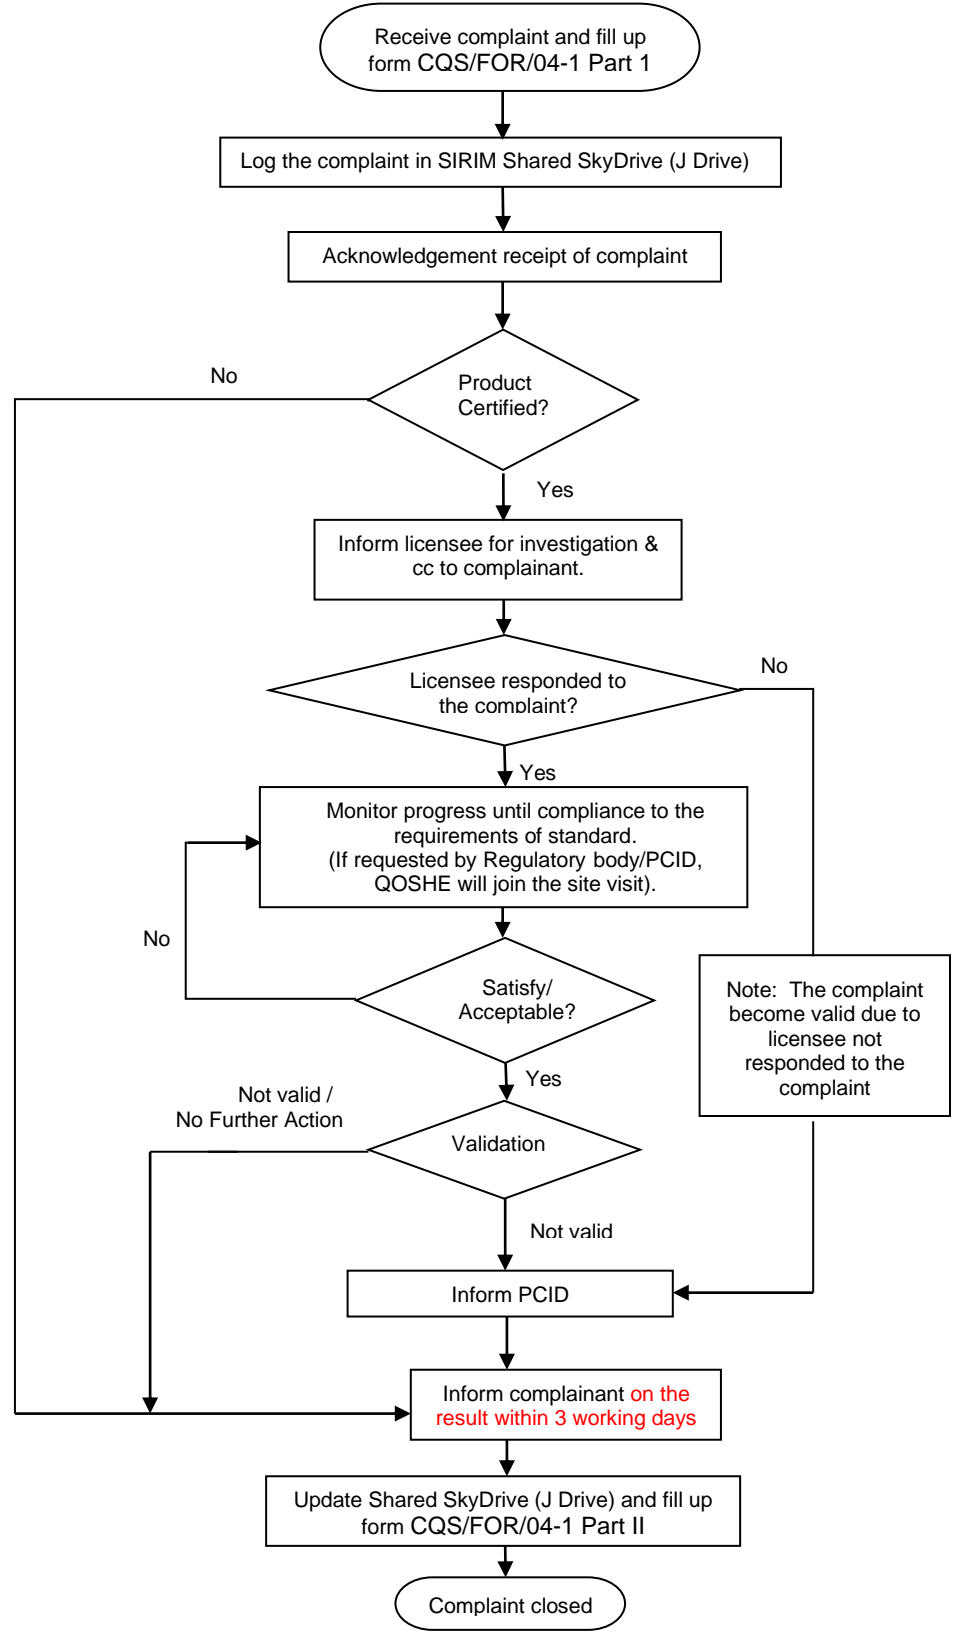 Receive complaint and fill up
form CQS/FOR/04-1 Part 1
Log the complaint in SIRIM Shared SkyDrive (J Drive)
Acknowledgement receipt of complaint
No
Product
Certified?
Yes
Inform licensee for investigation &
cc to complainant.
No
Licensee responded to
the complaint?
Yes
Monitor progress until compliance to the
requirements of standard.
(If requested by Regulatory body/PCID,
QOSHE will join the site visit).
No
Satisfy/
Acceptable?
Note: The complaint
become valid due to
licensee not
responded to the
complaint
Yes
Not valid /
No Further Action
Validation
Not valid
Inform PCID
Inform complainant on the
result within 3 working days
Update Shared SkyDrive (J Drive) and fill up
form CQS/FOR/04-1 Part II
Complaint closed